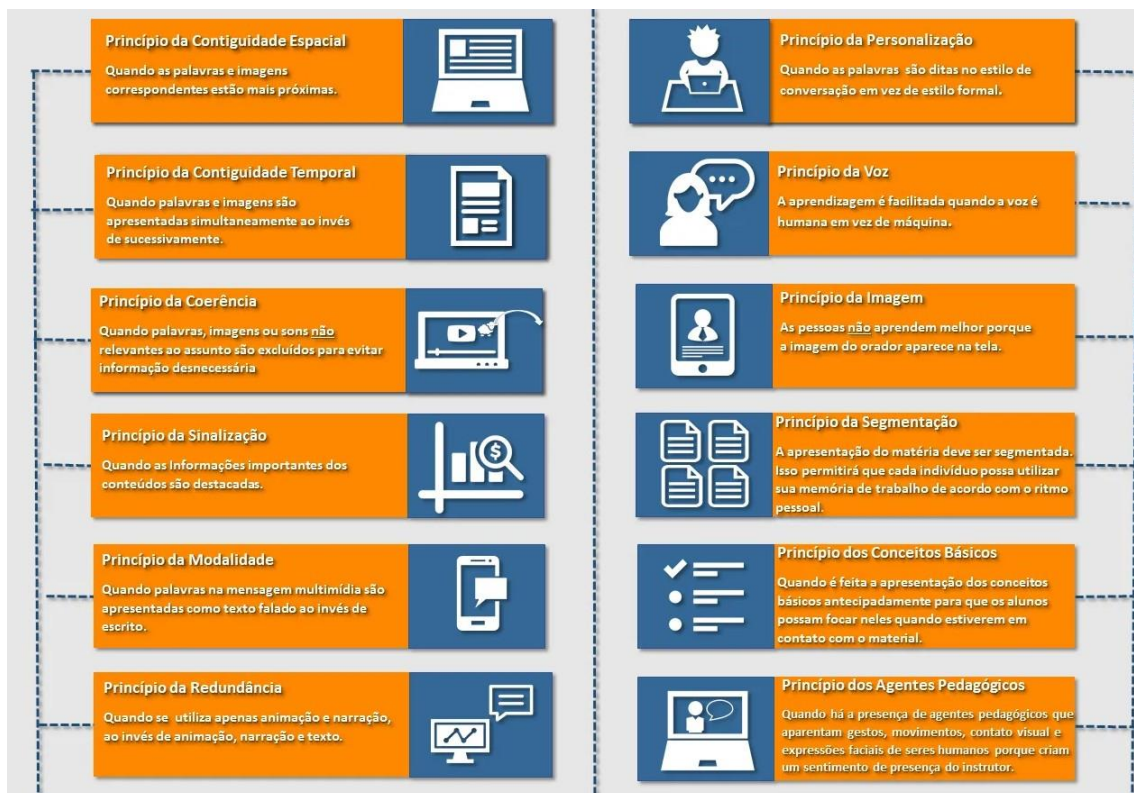 Princípio da Contiguidade Espacial
Quando as palavras e imagens
correspondentes estão mais próximas.
Princípio da Contiguidade Temporal
Quando palavras e imagens são
apresentadas simultaneamente ao invés
de sucessivamente.
Princípio da Coerência
Quando palavras, imagens ou sons não
relevantes ao assunto são excluídos para evitar
informação desnecessária
Princípio da Sinalização
Quando as Informações importantes dos
conteúdos são destacadas.
Princípio da Modalidade
Quando palavras na mensagem multimídia são
apresentadas como texto falado ao invés de
escrito.
Princípio da Redundância
Quando se utiliza apenas animação e narração,
ao invés de animação, narração e texto.
Princípio da Personalização
Quando as palavras são ditas no estilo de
conversação em vez de estilo formal.
Princípio da Voz
A aprendizagem é facilitada quando a voz é
humana em vez de máquina.
Princípio da Imagem
As pessoas não aprendem melhor porque
a imagem do orador aparece na tela.
Princípio da Segmentação
A apresentação do matéria deve ser segmentada.
Isso permitirá que cada indivíduo possa utilizar
sua memória de trabalho de acordo com o ritmo
pessoal.
Princípio dos Conceitos Básicos
Quando é feita a apresentação dos conceitos
básicos antecipadamente para que os alunos
possam focar neles quando estiverem em
contato com o material.
Princípio dos Agentes Pedagógicos
Quando há a presença de agentes pedagógicos que
aparentam gestos, movimentos, contato visual e
expressões faciais de seres humanos porque criam
um sentimento de presença do instrutor.